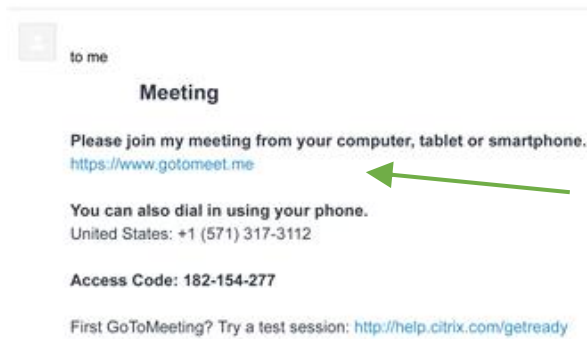 to me
Meeting
Please join my meeting from your computer, tablet or smartphone.
https://www.gotomeet.me
You can also dial in using your phone.
United States: +1 (571) 317-3112
Access Code: 182-154-277
First GoToMeeting? Try a test session: http://help.citrix.com/getready